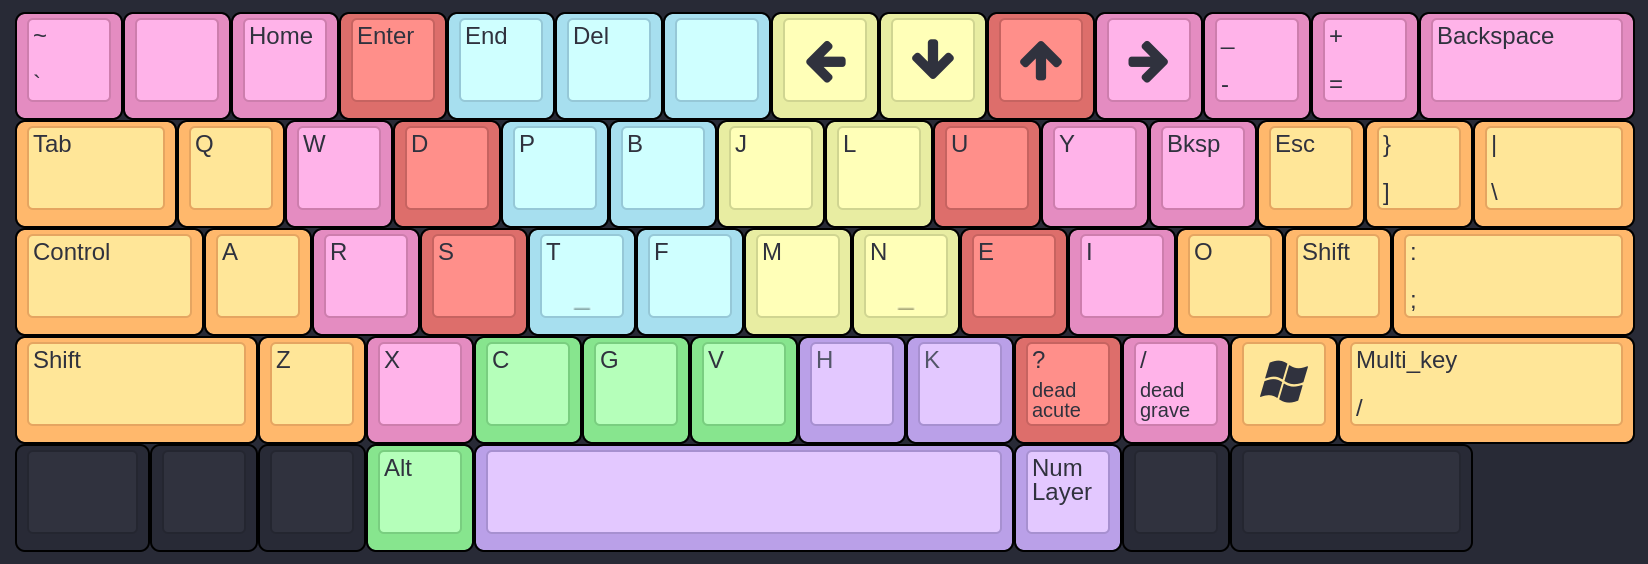 ~
`
Home
Enter
End
Del
_
-
+
=
Backspace
Tab
Q
W
D
P
B
J
L
U
Y
Bksp
Esc
}
]
|
\
Control
A
R
S
T
_
F
M
N
_
E
I
O
Shift
:
;
Shift
Z
X
C
G
V
H
K
?
dead
acute
/
dead
grave
Multi_key
/
Alt
Num
Layer